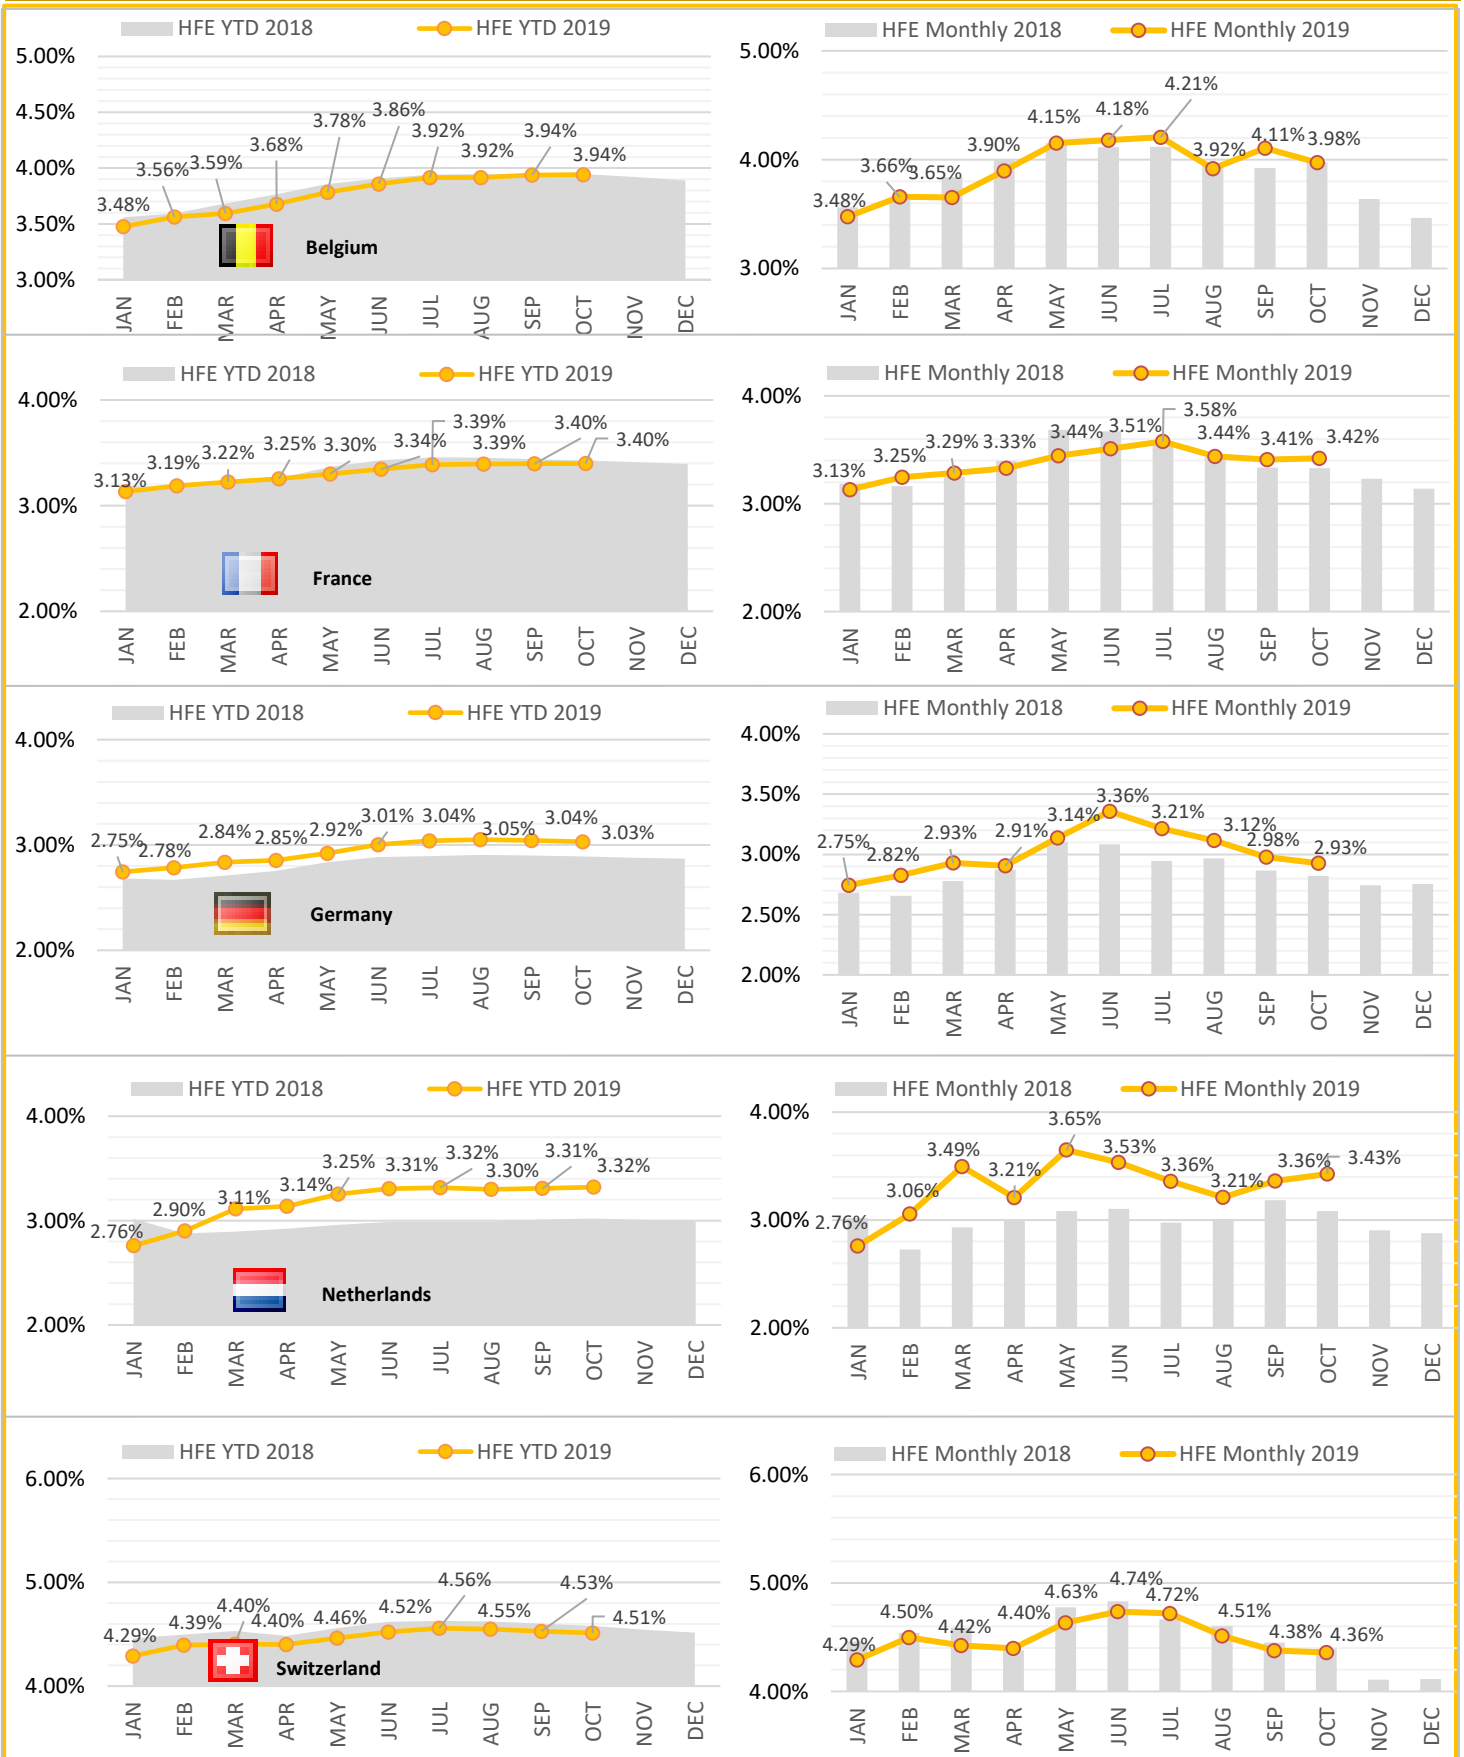 HFE YTD 2018 HFE YTD 2019
5.00%
4.50%
4.00%
3.50%
3.00%
3.48% 3.56% 3.59% 3.68% 3.78% 3.86% 3.92% 3.92% 3.94% 3.94%
Belgium
JAN FEB MAR APR MAY JUN JUL AUG SEP OCT NOV DEC
HFE Monthly 2018 HFE Monthly 2019
5.00%
4.00%
3.00%
3.48% 3.66% 3.65% 3.90% 4.15% 4.18% 4.21% 3.92% 4.11% 3.98%
JAN FEB MAR APR MAY JUN JUL AUG SEP OCT NOV DEC
HFE YTD 2018 HFE YTD 2019
4.00%
3.00%
2.00%
3.13% 3.19% 3.22% 3.25% 3.30% 3.34% 3.39% 3.39% 3.40% 3.40%
France
JAN FEB MAR APR MAY JUN JUL AUG SEP OCT NOV DEC
HFE Monthly 2018 HFE Monthly 2019
4.00%
3.00%
2.00%
3.13% 3.25% 3.29% 3.33% 3.44% 3.51% 3.58% 3.44% 3.41% 3.42%
JAN FEB MAR APR MAY JUN JUL AUG SEP OCT NOV DEC
HFE YTD 2018 HFE YTD 2019
4.00%
3.00%
2.00%
2.75% 2.78% 2.84% 2.85% 2.92% 3.01% 3.04% 3.05% 3.04% 3.03%
Germany
JAN FEB MAR APR MAY JUN JUL AUG SEP OCT NOV DEC
HFE Monthly 2018 HFE Monthly 2019
4.00%
3.50%
3.00%
2.50%
2.00%
2.75% 2.82% 2.93% 2.91% 3.14% 3.36% 3.21% 3.12% 2.98% 2.93%
JAN FEB MAR APR MAY JUN JUL AUG SEP OCT NOV DEC
HFE YTD 2018 HFE YTD 2019
4.00%
3.00%
2.00%
2.76% 2.90% 3.11% 3.14% 3.25% 3.31% 3.32% 3.30% 3.31% 3.32%
Netherlands
JAN FEB MAR APR MAY JUN JUL AUG SEP OCT NOV DEC
HFE Monthly 2018 HFE Monthly 2019
4.00%
3.00%
2.00%
2.76% 3.06% 3.49% 3.21% 3.65% 3.53% 3.36% 3.21% 3.36% 3.43%
JAN FEB MAR APR MAY JUN JUL AUG SEP OCT NOV DEC
HFE YTD 2018 HFE YTD 2019
6.00%
5.00%
4.00%
4.29% 4.39% 4.40% 4.40% 4.46% 4.52% 4.56% 4.55% 4.53% 4.51%
Switzerland
JAN FEB MAR APR MAY JUN JUL AUG SEP OCT NOV DEC
HFE Monthly 2018 HFE Monthly 2019
6.00%
5.00%
4.00%
4.29% 4.50% 4.42% 4.40% 4.63% 4.74% 4.72% 4.51% 4.38% 4.36%
JAN FEB MAR APR MAY JUN JUL AUG SEP OCT NOV DEC